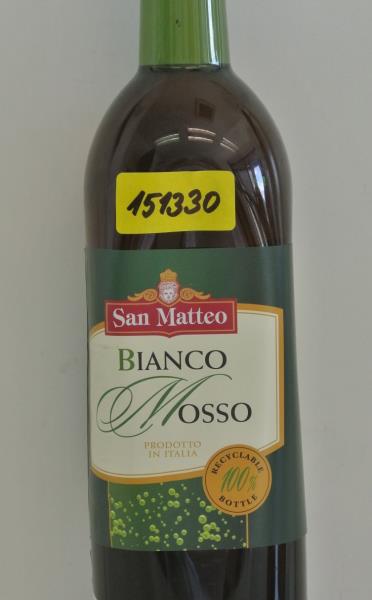 151330
San Matteo
BIANCO
MOSSO
PRODOTTO
IN ITALIA
RECYCLABLE
100%
BOTTLE